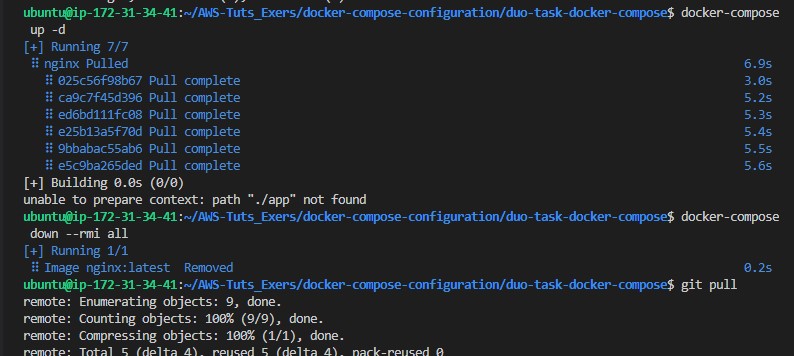 ubuntu@ip-172-31-34-41:~/AWS-Tuts_Exers/docker-compose-configuration/duo-task-docker-compose$ docker-compose
up -d
[+] Running 7/7
⠿ nginx Pulled 6.9s
⠿ 025c56f98b67 Pull complete 3.0s
⠿ ca9c7f45d396 Pull complete 5.2s
⠿ ed6bd111fc08 Pull complete 5.3s
⠿ e25b13a5f70d Pull complete 5.4s
⠿ 9bbabac55ab6 Pull complete 5.5s
⠿ e5c9ba265ded Pull complete 5.6s
[+] Building 0.0s (0/0)
unable to prepare context: path "./app" not found
ubuntu@ip-172-31-34-41:~/AWS-Tuts_Exers/docker-compose-configuration/duo-task-docker-compose$ docker-compose
down --rmi all
[+] Running 1/1
⠿ Image nginx:latest Removed 0.2s
ubuntu@ip-172-31-34-41:~/AWS-Tuts_Exers/docker-compose-configuration/duo-task-docker-compose$ git pull
remote: Enumerating objects: 9, done.
remote: Counting objects: 100% (9/9), done.
remote: Compressing objects: 100% (1/1), done.
remote: Total 5 (delta 4), reused 5 (delta 4), pack-reused 0